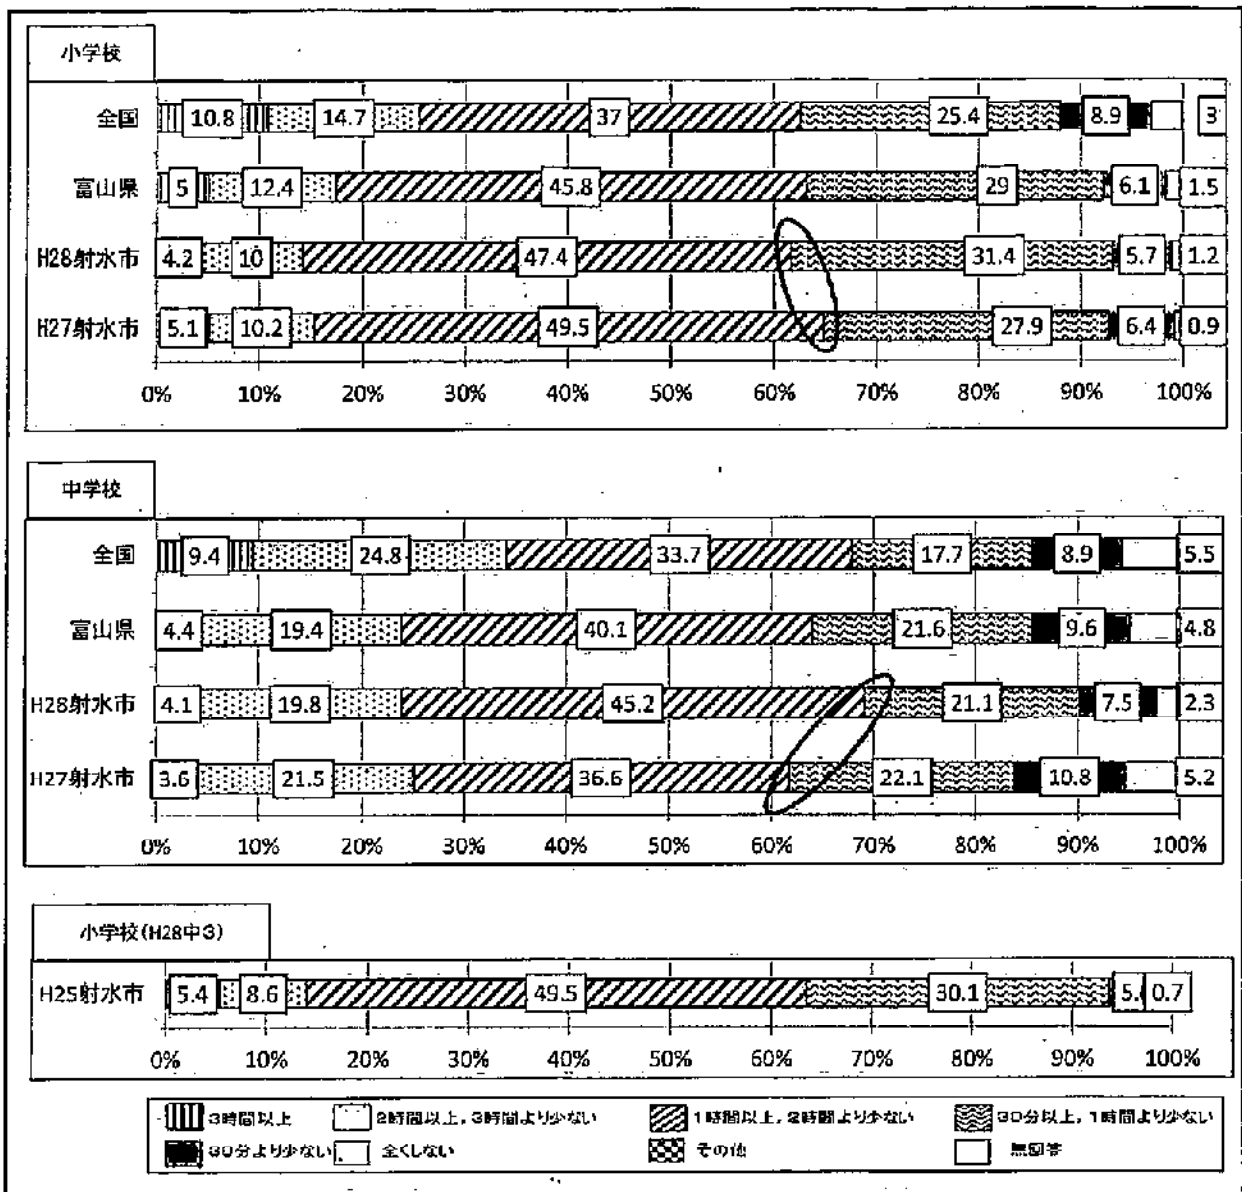 小学校
全国 10.8 14.7 37 25.4 8.9 3
富山県 5 12.4 45.8 29 6.1 1.5
H28射水市 4.2 10 47.4 31.4 5.7 1.2
H27射水市 5.1 10.2 49.5 27.9 6.4 0.9
0% 10% 20% 30% 40% 50% 60% 70% 80% 90% 100%
中学校
全国 9.4 24.8 33.7 17.7 8.9 5.5
富山県 4.4 19.4 40.1 21.6 9.6 4.8
H28射水市 4.1 19.8 45.2 21.1 7.5 2.3
H27射水市 3.6 21.5 36.6 22.1 10.8 5.2
0% 10% 20% 30% 40% 50% 60% 70% 80% 90% 100%
小学校(H28中3)
H25射水市 5.4 8.6 49.5 30.1 0.7
0% 10% 20% 30% 40% 50% 60% 70% 80% 90% 100%
3時間以上 2時間以上,3時間より少ない 1時間以上,2時間より少ない 30分以上,1時間より少ない
30分より少ない 全くしない その他 無回答